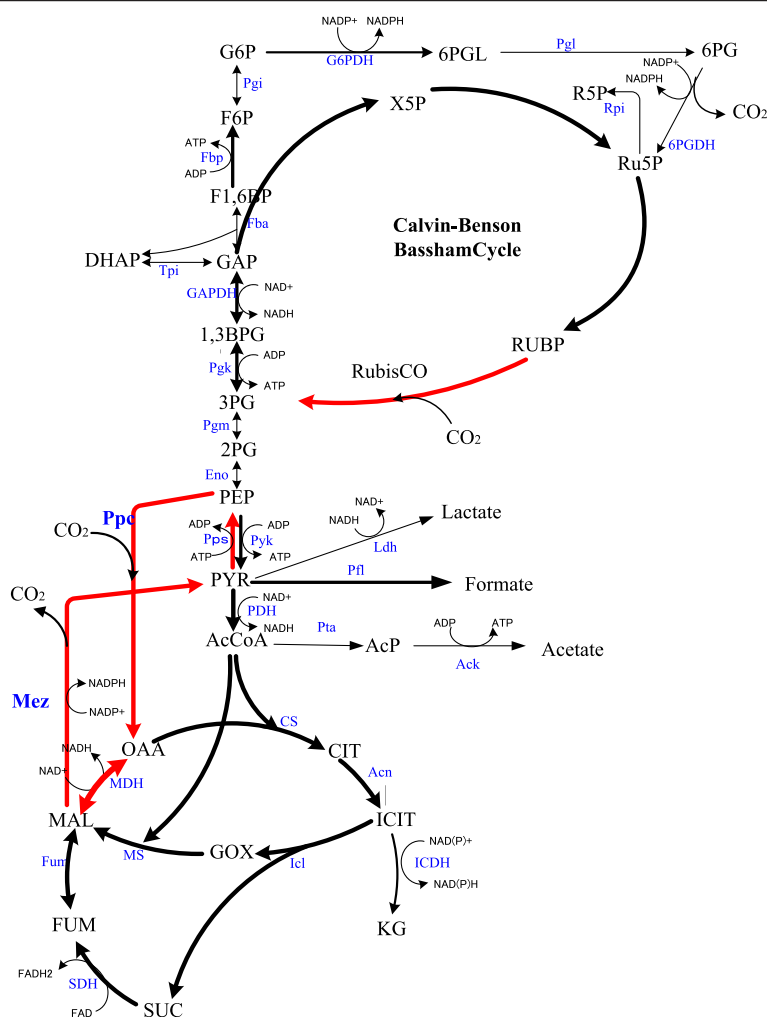 NADP+ NADPH
G6P G6PDH 6PGL Pgl 6PG
Pgi NADP+
NADPH
X5P R5P Rpi CO2
F6P 6PGDH
ATP Fbp Ru5P
ADP
F1,6BP
Fba
Calvin-Benson
BasshamCycle
DHAP Tpi GAP
GAPDH NAD+
NADH
1,3BPG RUBP
Pgk ADP RubisCO
ATP
3PG
Pgm CO2
2PG
Eno
PEP
Ppc NAD+ Lactate
CO2 ADP Pps Pyk ADP NADH
ATP ATP Ldh
PYR Pfl Formate
CO2 PDH NAD+
NADH
AcCoA Pta AcP ADP ATP Acetate
Ack
NADPH
Mez
NADP+
CS
NADH OAA CIT
NAD+ MDH Acn
MAL ICIT
MS GOX Icl NAD(P)+
Fum ICDH
NAD(P)H
FUM KG
FADH2 SDH
FAD SUC